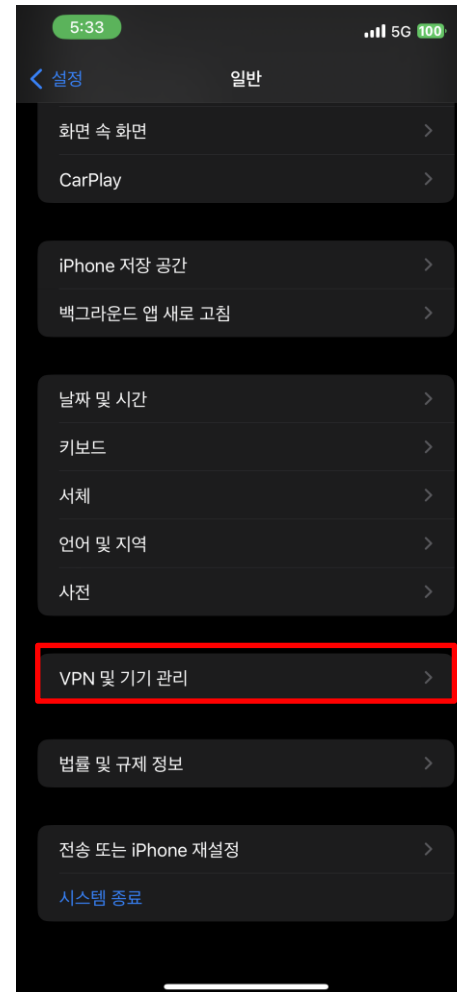 5:33
5G 100
설정
일반
화면 속 화면
CarPlay
iPhone 저장 공간
백그라운드 앱 새로 고침
날짜 및 시간
키보드
서체
언어 및 지역
사전
VPN 및 기기 관리
법률 및 규제 정보
전송 또는 iPhone 재설정
시스템 종료